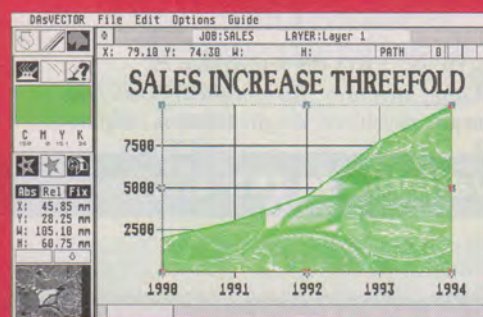 DAsVECTOR File Edit Options Guide
JOB:SALES LAYER:Layer 1
X: 79.10 Y: 74.30 W: H: PATH
SALES INCREASE THREEFOLD
C M Y K
Abs Rel Fix
X: 45.85 mm
Y: 28.25 mm
W: 105.10 mm
H: 60.75 mm
7500
5000
2500
1990 1991 1992 1993 1994